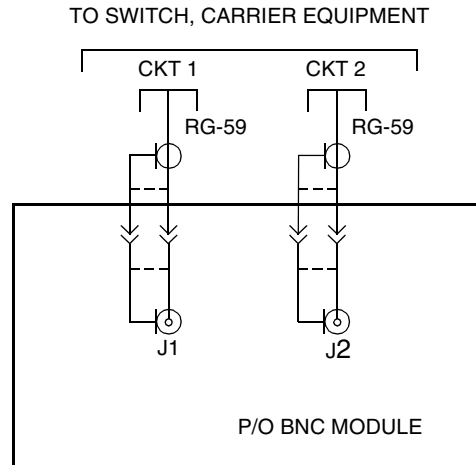 TO SWITCH, CARRIER EQUIPMENT
CKT 1 CKT 2
RG-59 RG-59
J1 J2
P/O BNC MODULE